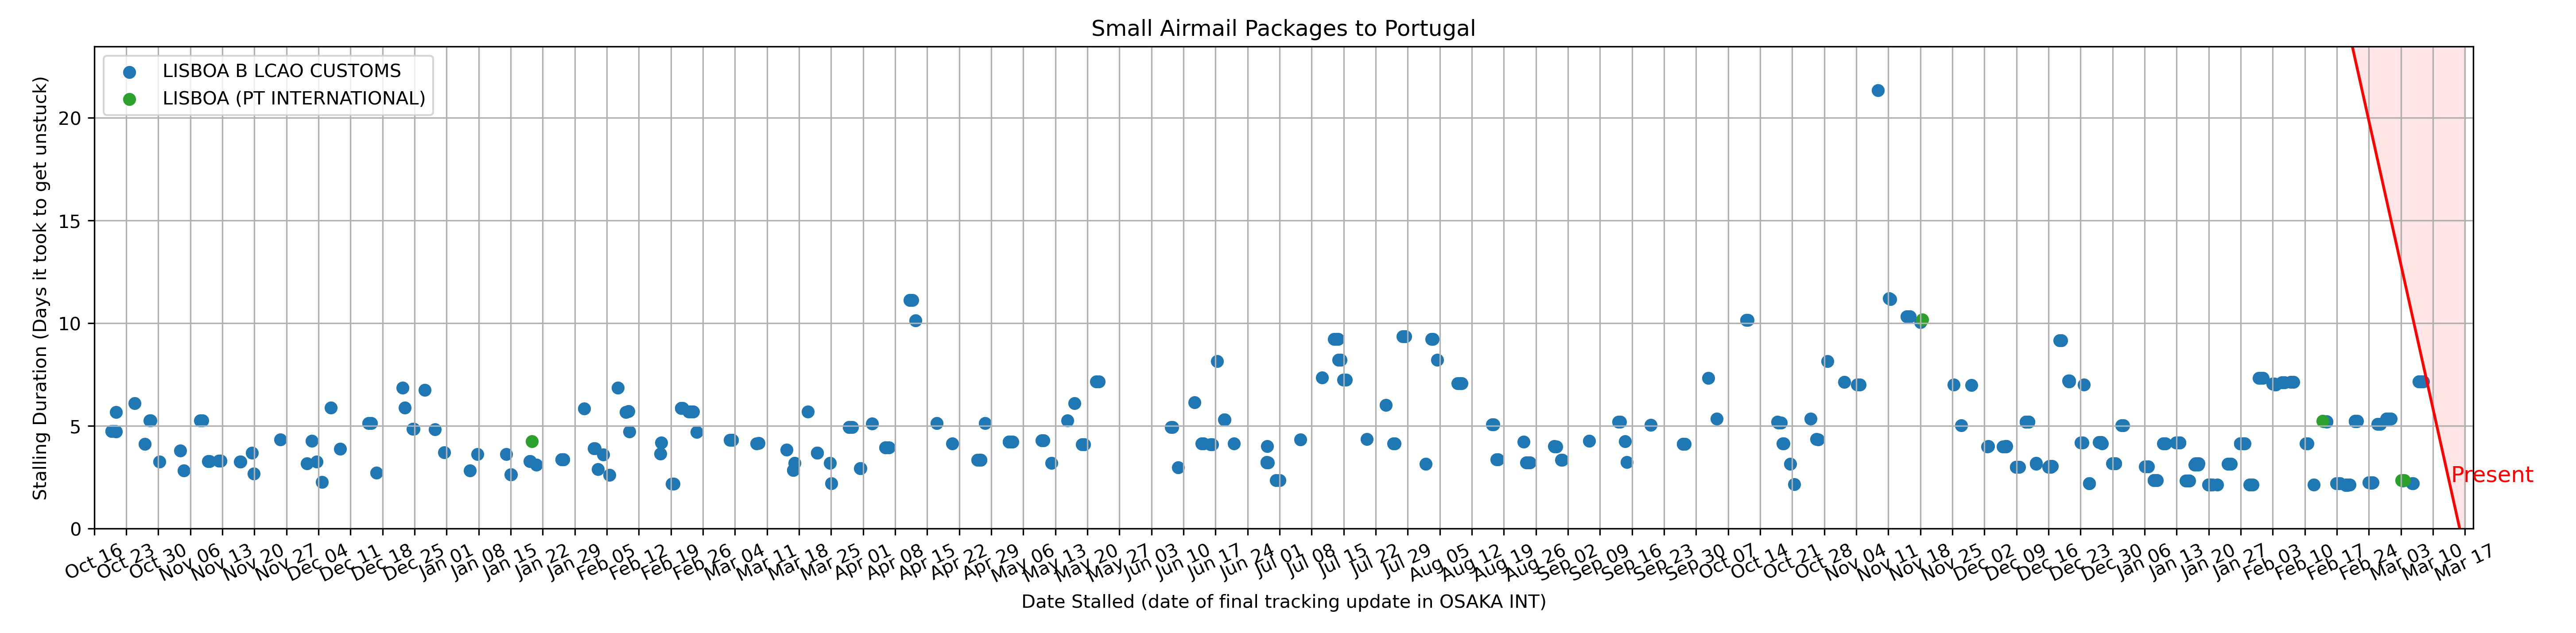 Small Airmail Packages to Portugal
LISBOA B LCAO CUSTOMS
LISBOA (PT INTERNATIONAL)
Stalling Duration (Days it took to get unstuck)
20
15
10
5
0
Present
Oct 16 Oct 23 Oct 30 Nov 06 Nov 13 Nov 20 Nov 27 Dec 04 Dec 11 Dec 18 Dec 25 Jan 01 Jan 08 Jan 15 Jan 22 Jan 29 Feb 05 Feb 12 Feb 19 Feb 26 Mar 04 Mar 11 Mar 18 Mar 25 Apr 01 Apr 08 Apr 15 Apr 22 Apr 29 May 06 May 13 May 20 May 27 Jun 03 Jun 10 Jun 17 Jun 24 Jul 01 Jul 08 Jul 15 Jul 22 Jul 29 Aug 05 Aug 12 Aug 19 Aug 26 Sep 02 Sep 09 Sep 16 Sep 23 Sep 30 Oct 07 Oct 14 Oct 21 Oct 28 Nov 04 Nov 11 Nov 18 Nov 25 Dec 02 Dec 09 Dec 16 Dec 23 Dec 30 Jan 06 Jan 13 Jan 20 Jan 27 Feb 03 Feb 10 Feb 17 Feb 24 Mar 03 Mar 10 Mar 17
Date Stalled (date of final tracking update in OSAKA INT)